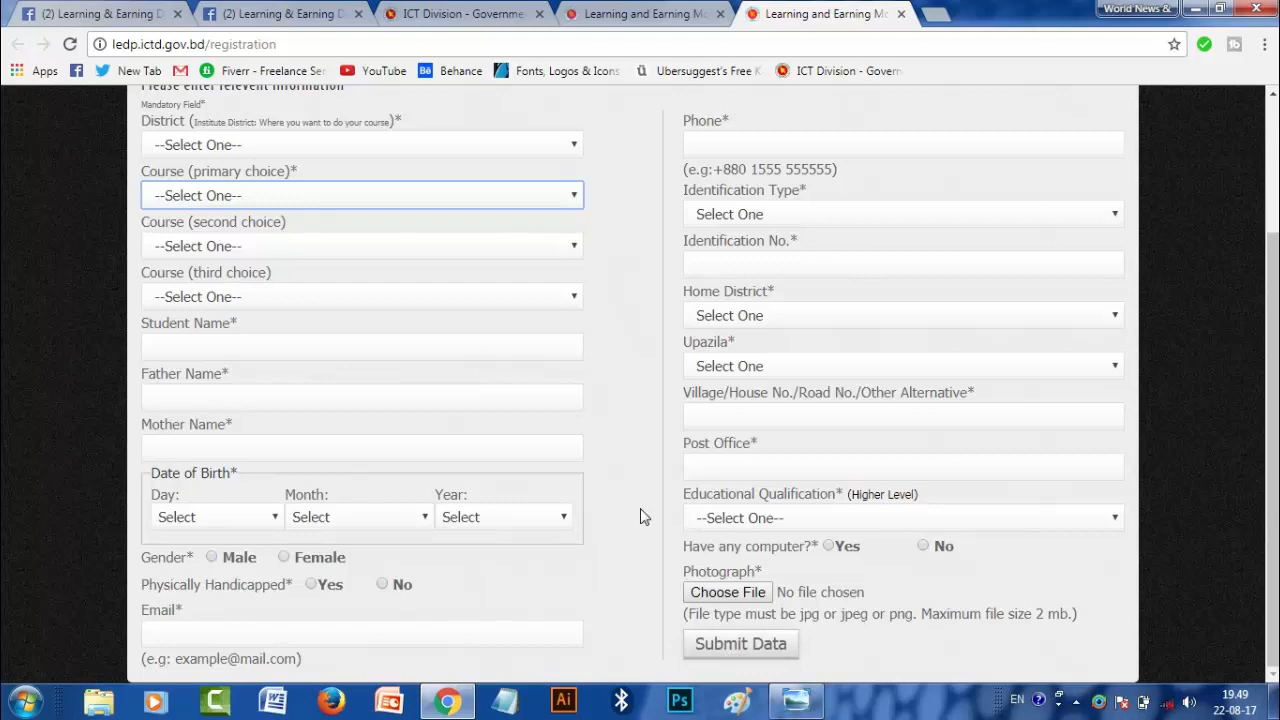 (2) Learning & Earning D
(2) Learning & Earning D
ICT Division - Governme
Learning and Earning Mo
Learning and Earning Mo
World News &
ledp.ictd.gov.bd/registration
Apps
New Tab
Fiverr - Freelance Ser
YouTube
Behance
Fonts, Logos & Icons
Ubersuggest's Free K
ICT Division - Govern
Please enter relevent information
Mandatory Field*
District (Institute District: Where you want to do your course)*
--Select One--
Course (primary choice)*
--Select One--
Course (second choice)
--Select One--
Course (third choice)
--Select One--
Student Name*
Father Name*
Mother Name*
Date of Birth*
Day: Month: Year:
Select Select Select
Gender* Male Female
Physically Handicapped* Yes No
Email*
(e.g: example@mail.com)
Phone*
(e.g:+880 1555 555555)
Identification Type*
Select One
Identification No.*
Home District*
Select One
Upazila*
Select One
Village/House No./Road No./Other Alternative*
Post Office*
Educational Qualification* (Higher Level)
--Select One--
Have any computer?* Yes No
Photograph*
Choose File No file chosen
(File type must be jpg or jpeg or png. Maximum file size 2 mb.)
Submit Data
Ai
Ps
EN
19.49
22-08-17